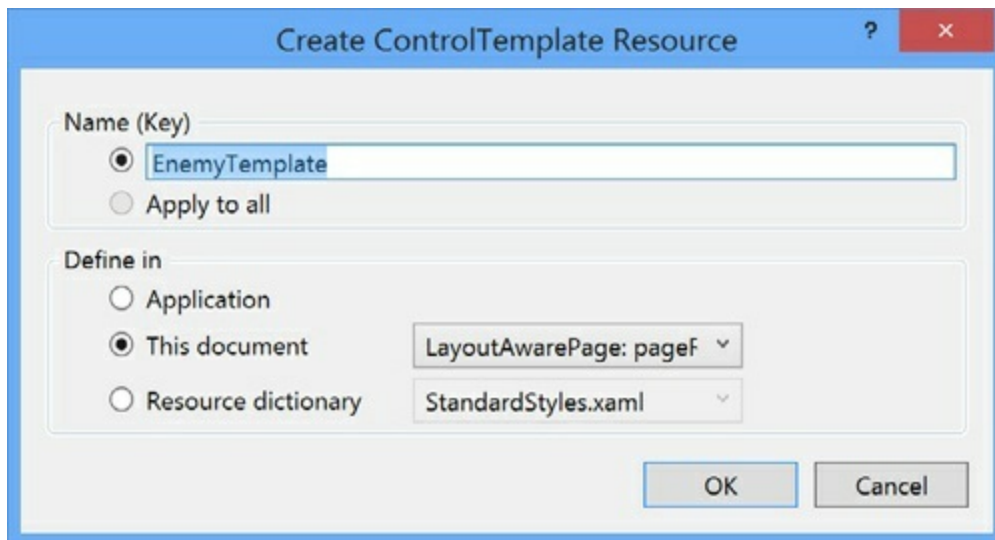 Create ControlTemplate Resource
?
Name (Key)
EnemyTemplate
Apply to all
Define in
Application
This document LayoutAwarePage: pageF
Resource dictionary StandardStyles.xaml
OK Cancel